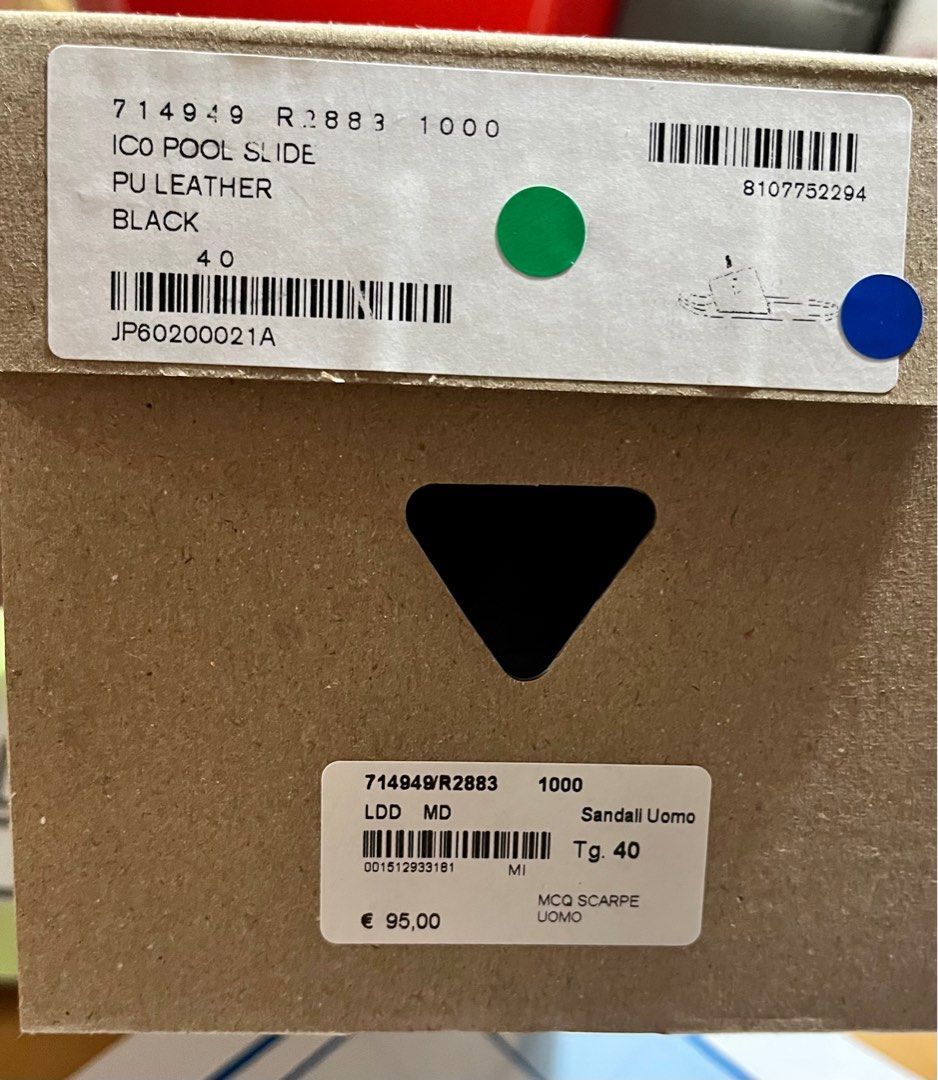 714949 R2883 1000
IC0 POOL SLIDE
PU LEATHER
BLACK
40
JP60200021A
8107752294
714949/R2883 1000
LDD MD Sandali Uomo
Tg. 40
001512933181 MI
MCQ SCARPE
UOMO
€ 95,00